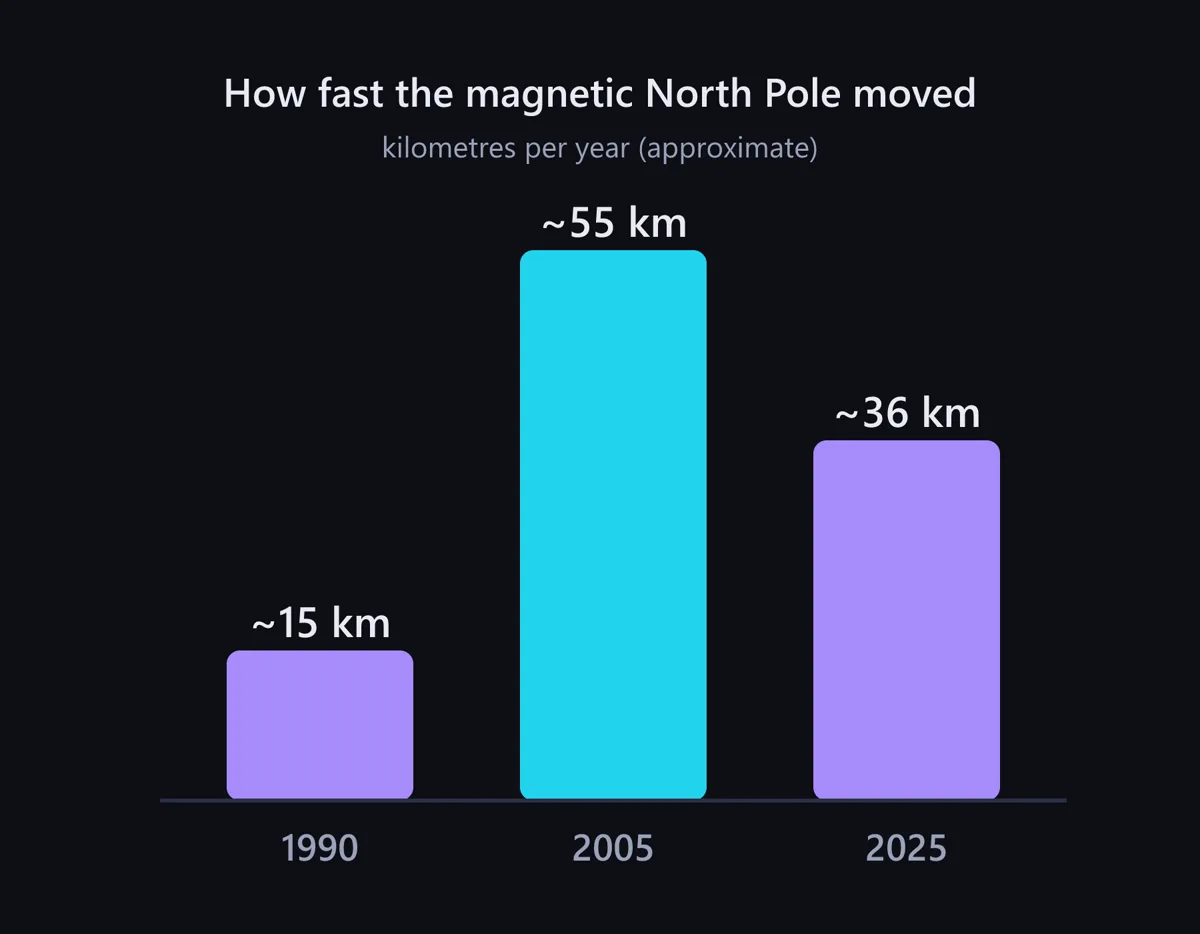 How fast the magnetic North Pole moved
kilometres per year (approximate)
~55 km
~36 km
~15 km
1990
2005
2025